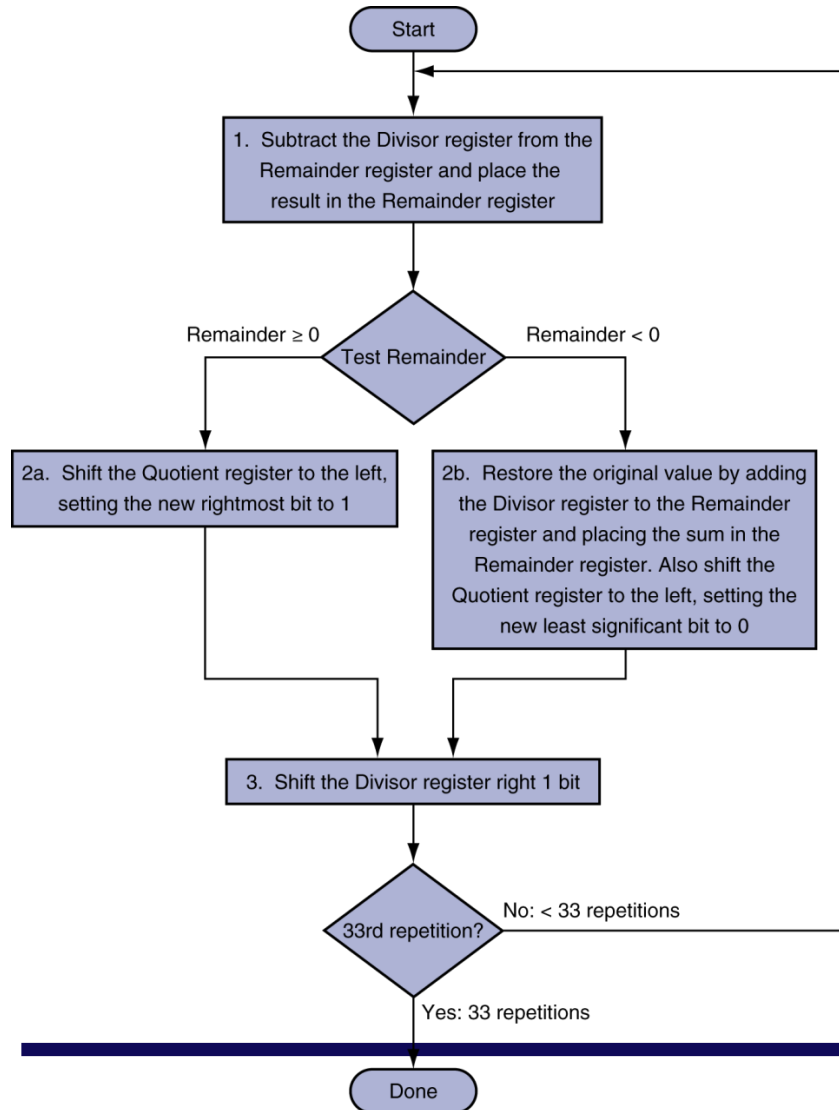 Start
1. Subtract the Divisor register from the
Remainder register and place the
result in the Remainder register
Remainder ≥ 0
Remainder < 0
Test Remainder
2a. Shift the Quotient register to the left,
setting the new rightmost bit to 1
2b. Restore the original value by adding
the Divisor register to the Remainder
register and placing the sum in the
Remainder register. Also shift the
Quotient register to the left, setting the
new least significant bit to 0
3. Shift the Divisor register right 1 bit
33rd repetition?
No: < 33 repetitions
Yes: 33 repetitions
Done